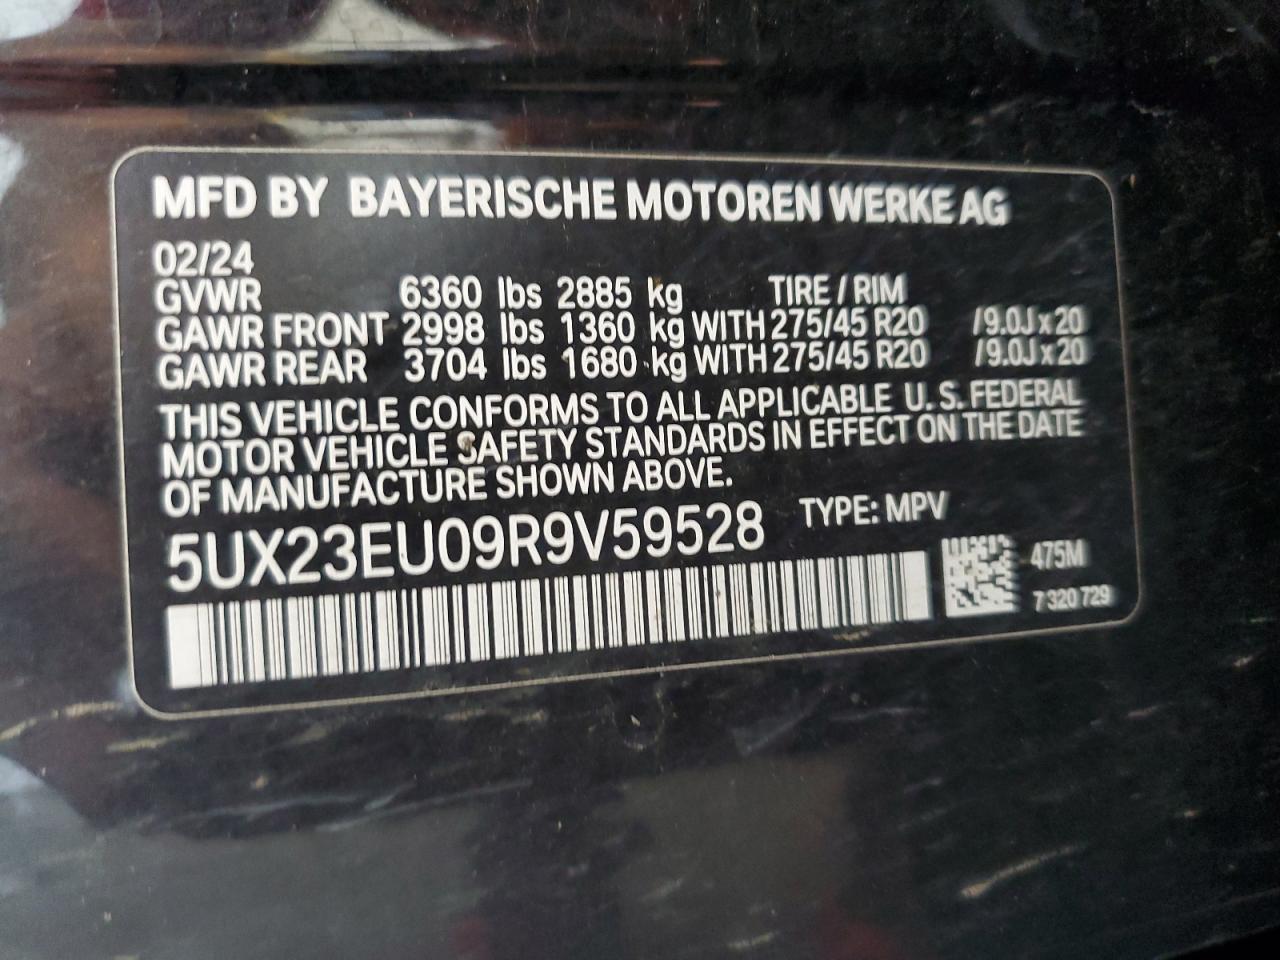 MFD BY BAYERISCHE MOTOREN WERKE AG
02/24
GVWR 6360 lbs 2885 kg TIRE / RIM
GAWR FRONT 2998 lbs 1360 kg WITH 275/45 R20 /9.0J x 20
GAWR REAR 3704 lbs 1680 kg WITH 275/45 R20 /9.0J x 20
THIS VEHICLE CONFORMS TO ALL APPLICABLE U.S. FEDERAL
MOTOR VEHICLE SAFETY STANDARDS IN EFFECT ON THE DATE
OF MANUFACTURE SHOWN ABOVE.
5UX23EU09R9V59528 TYPE: MPV
475M
7 320 729